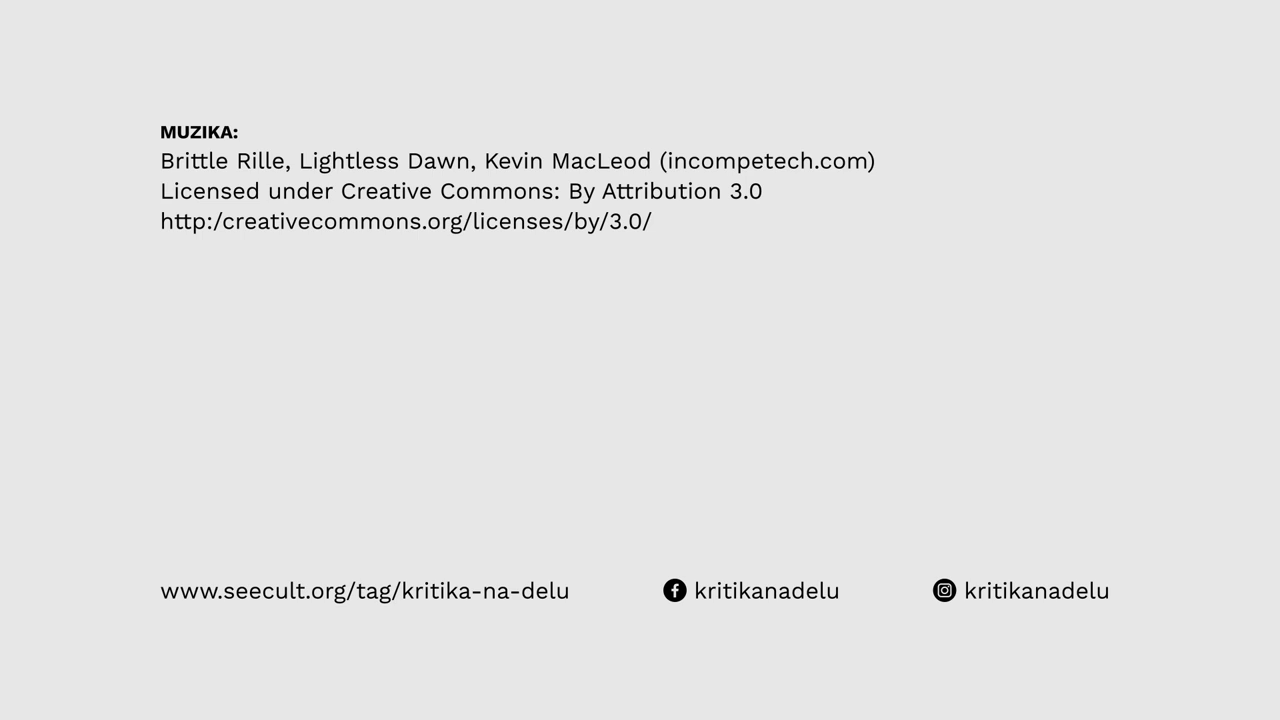 MUZIKA:
Brittle Rille, Lightless Dawn, Kevin MacLeod (incompetech.com)
Licensed under Creative Commons: By Attribution 3.0
http:/creativecommons.org/licenses/by/3.0/
www.seecult.org/tag/kritika-na-delu
kritikanadelu
kritikanadelu